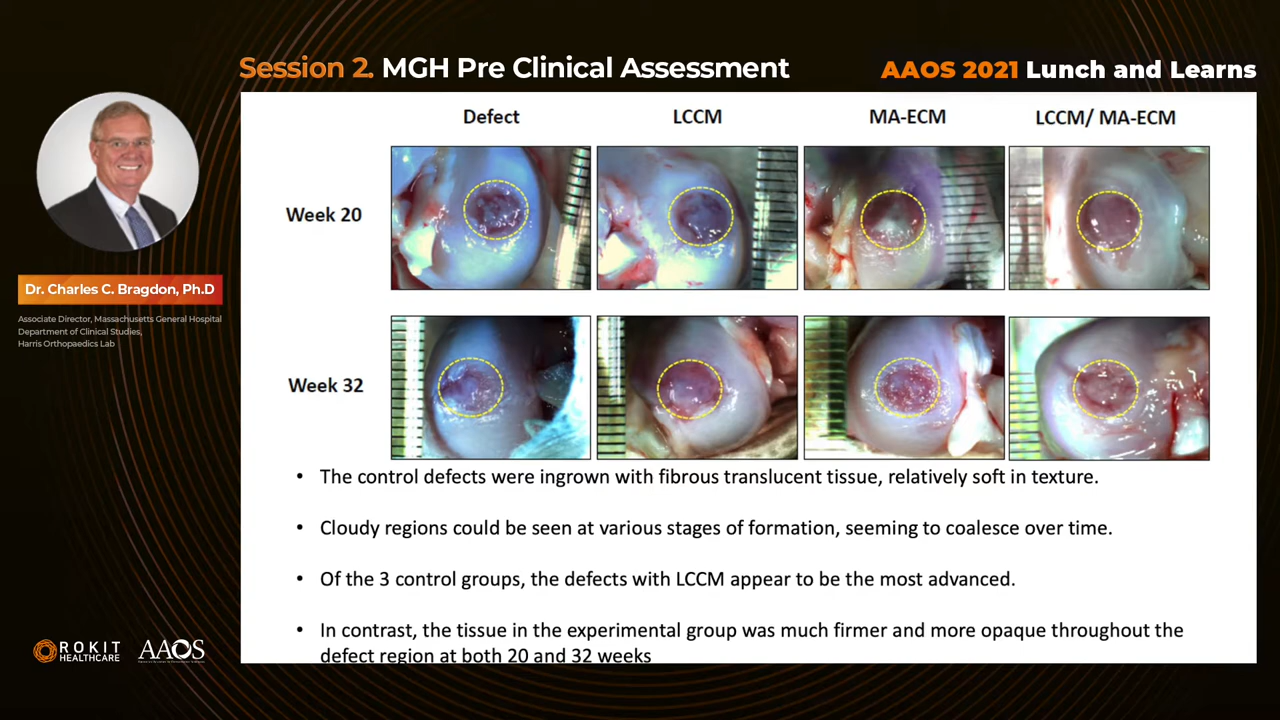 Session 2. MGH Pre Clinical Assessment
AAOS 2021 Lunch and Learns
Dr. Charles C. Bragdon, Ph.D
Associate Director, Massachusetts General Hospital
Department of Clinical Studies,
Harris Orthopaedics Lab
Defect
LCCM
MA-ECM
LCCM/ MA-ECM
Week 20
Week 32
• The control defects were ingrown with fibrous translucent tissue, relatively soft in texture.
• Cloudy regions could be seen at various stages of formation, seeming to coalesce over time.
• Of the 3 control groups, the defects with LCCM appear to be the most advanced.
• In contrast, the tissue in the experimental group was much firmer and more opaque throughout the
defect region at both 20 and 32 weeks
ROKIT
HEALTHCARE
AAOS